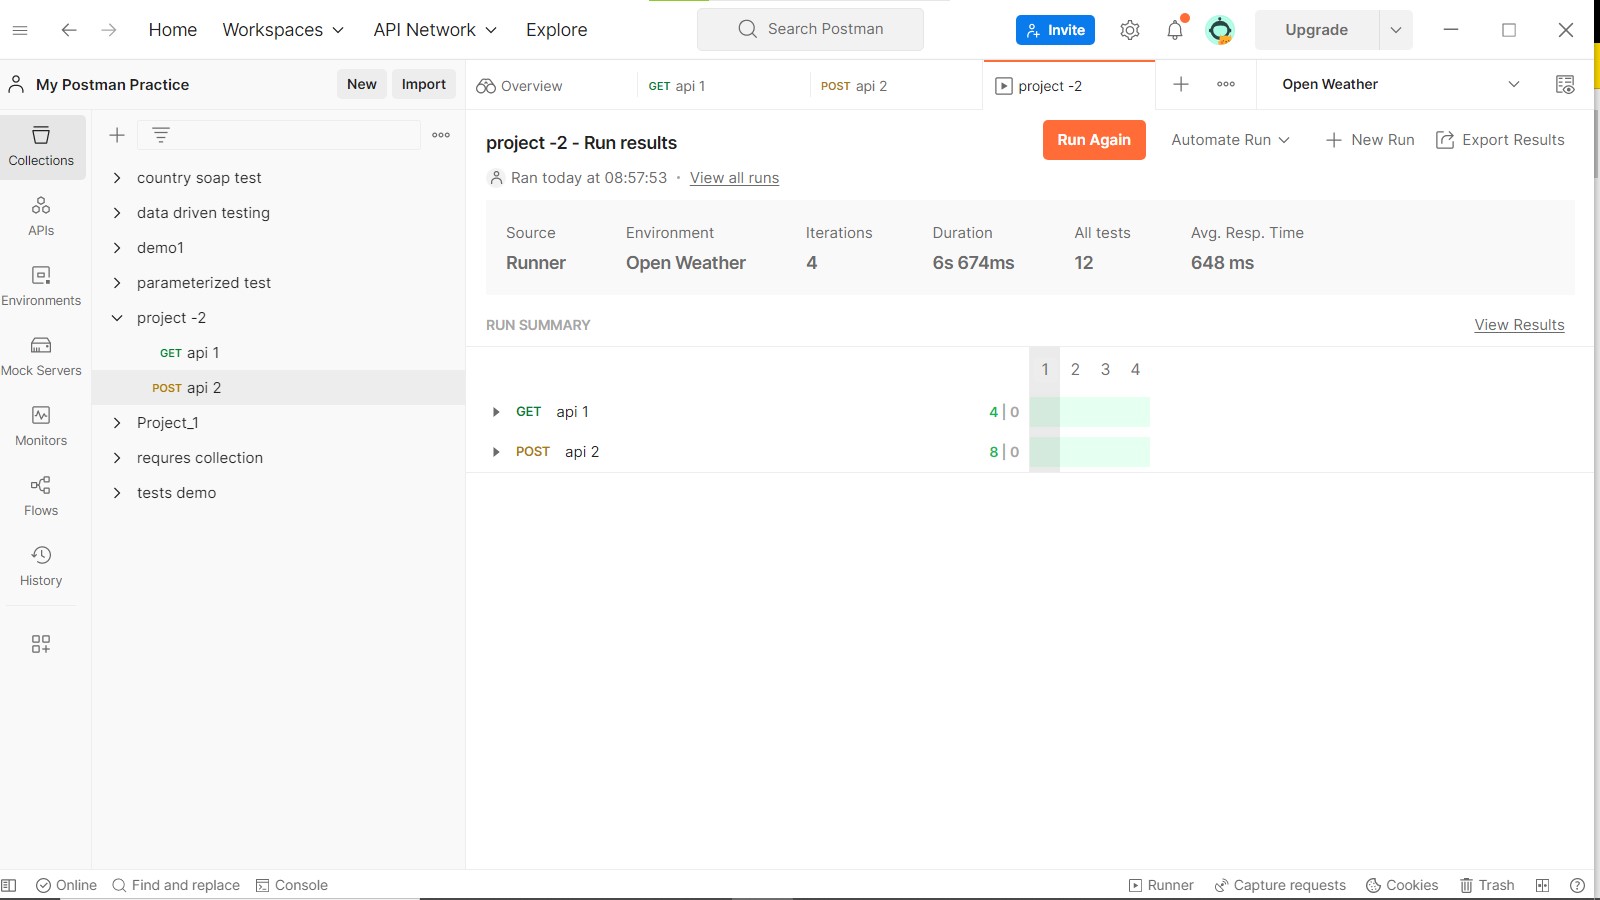 Home Workspaces API Network Explore Search Postman Invite Upgrade
My Postman Practice New Import
Overview GET api 1 POST api 2 project -2 Open Weather
Collections
APIs
Environments
Mock Servers
Monitors
Flows
History
country soap test
data driven testing
demo1
parameterized test
project -2
GET api 1
POST api 2
Project_1
requres collection
tests demo
project -2 - Run results Run Again Automate Run New Run Export Results
Ran today at 08:57:53 · View all runs
Source Environment Iterations Duration All tests Avg. Resp. Time
Runner Open Weather 4 6s 674ms 12 648 ms
RUN SUMMARY View Results
1 2 3 4
GET api 1 4 | 0
POST api 2 8 | 0
Online Find and replace Console Runner Capture requests Cookies Trash